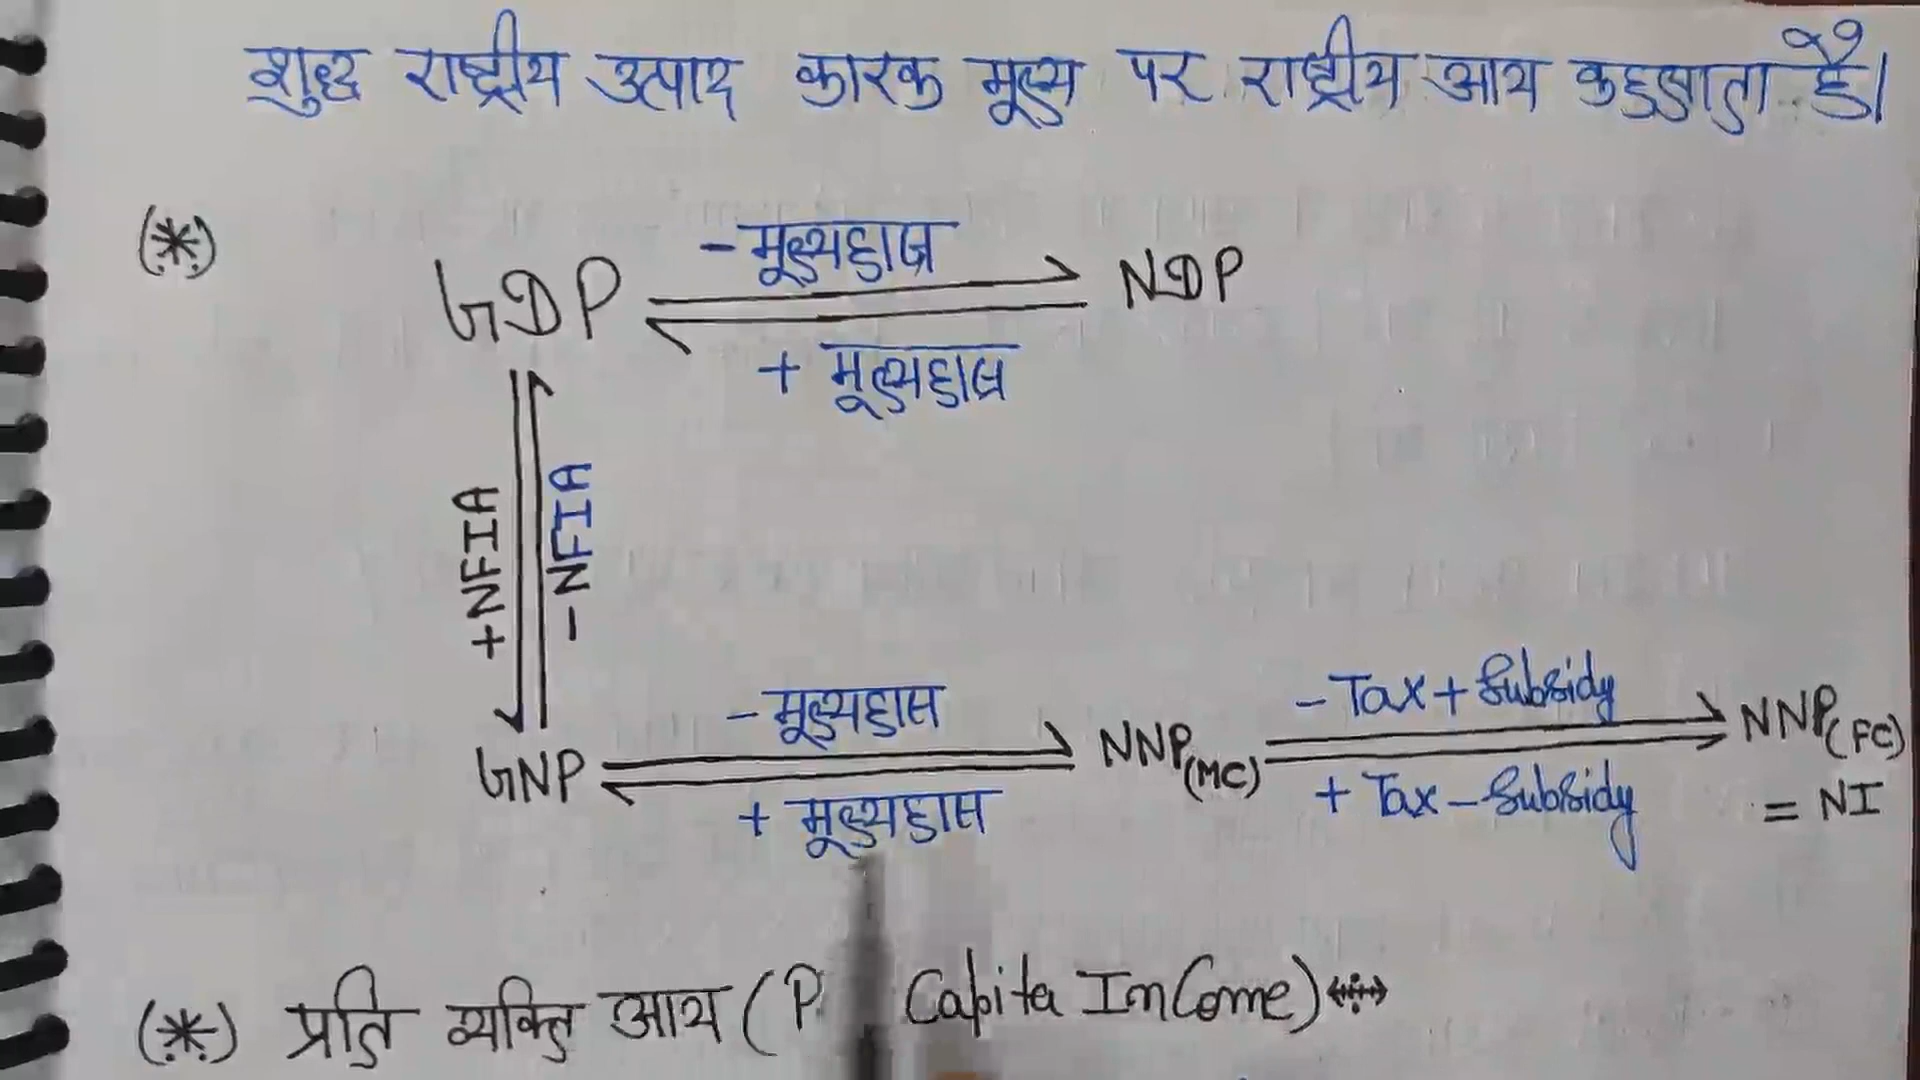 शुद्ध राष्ट्रीय उत्पाद कारक मूल्य पर राष्ट्रीय आय कहलाता है।
(*)
- मूल्यह्रास
GDP NDP
+ मूल्यह्रास
+NFIA -NFIA
- मूल्यह्रास - Tax + Subsidy
GNP NNP(MC) NNP(FC)
+ मूल्यह्रास + Tax - Subsidy = NI
(*) प्रति व्यक्ति आय (P Capita InCome)